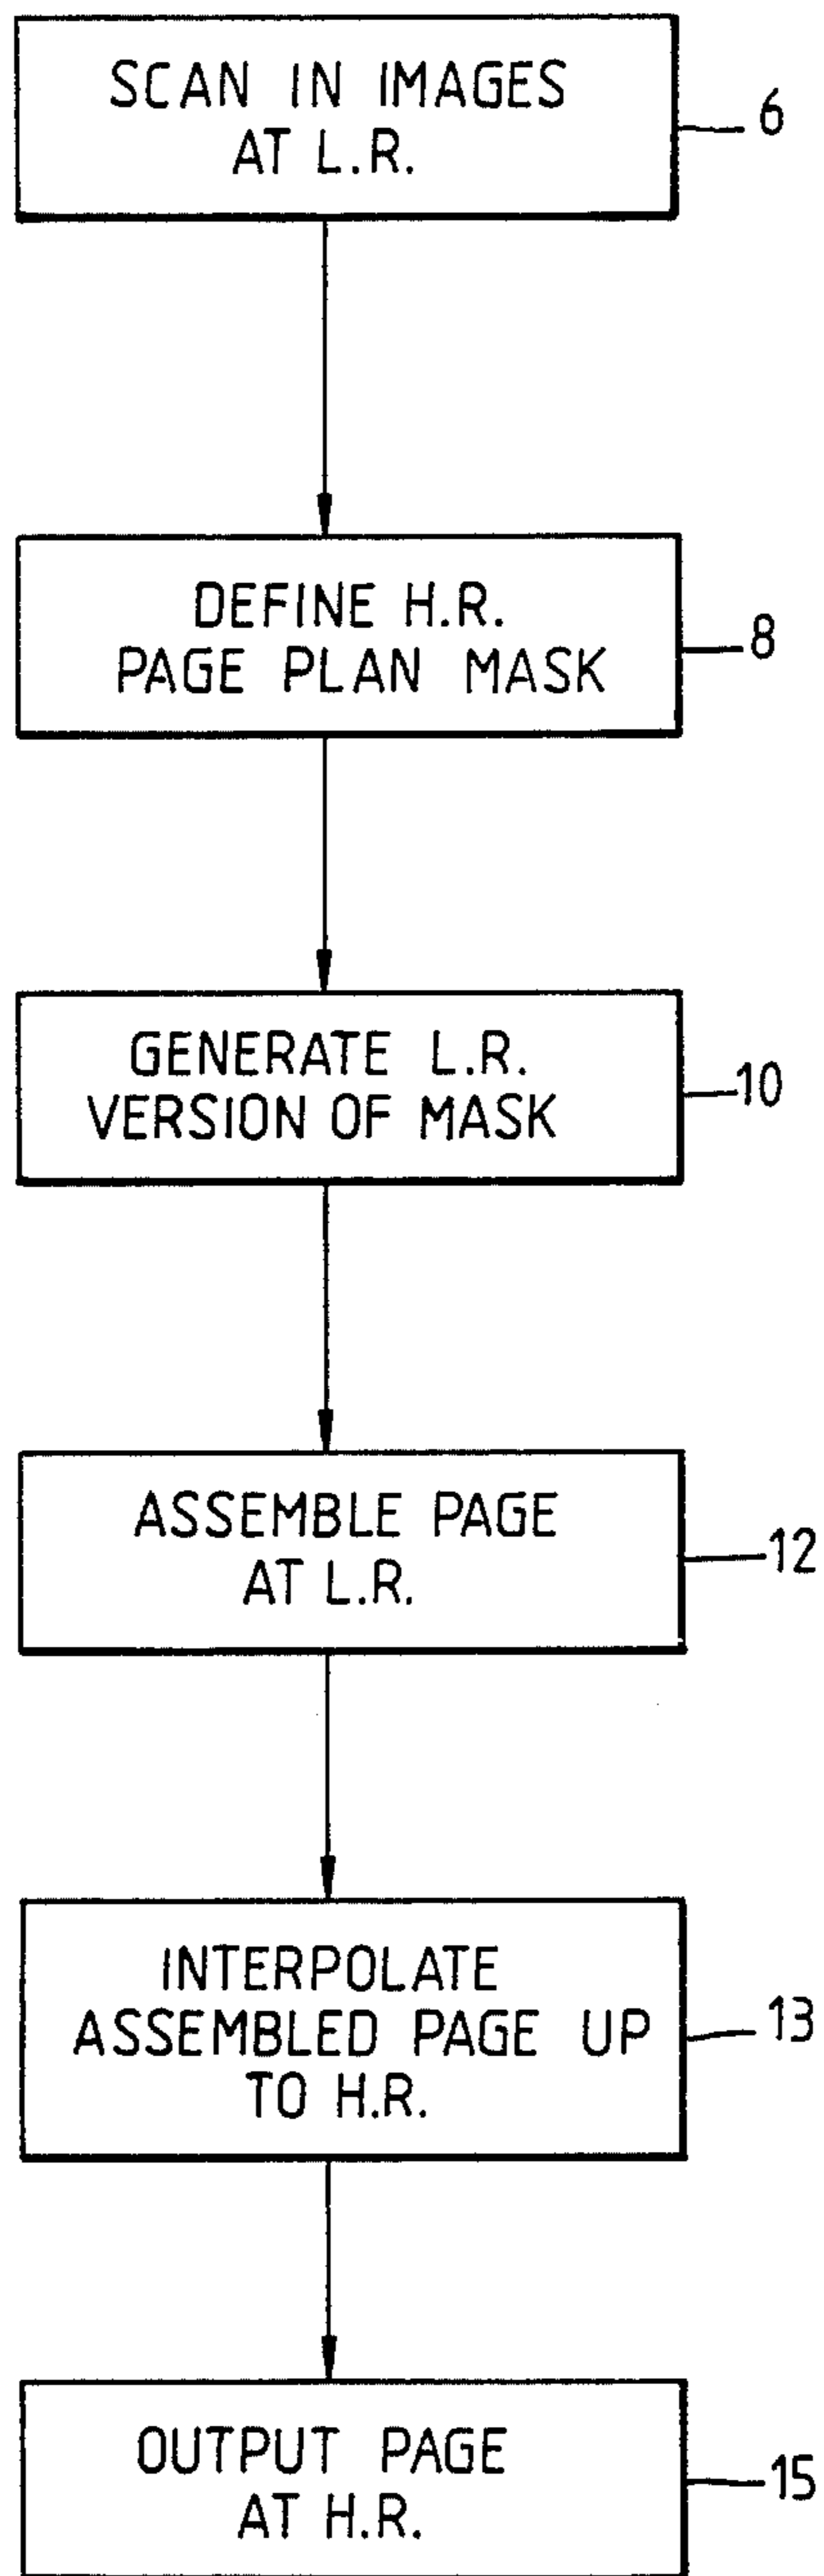 SCAN IN IMAGES
AT L.R.
6
DEFINE H.R.
PAGE PLAN MASK
8
GENERATE L.R.
VERSION OF MASK
10
ASSEMBLE PAGE
AT L.R.
12
INTERPOLATE
ASSEMBLED PAGE UP
TO H.R.
13
OUTPUT PAGE
AT H.R.
15